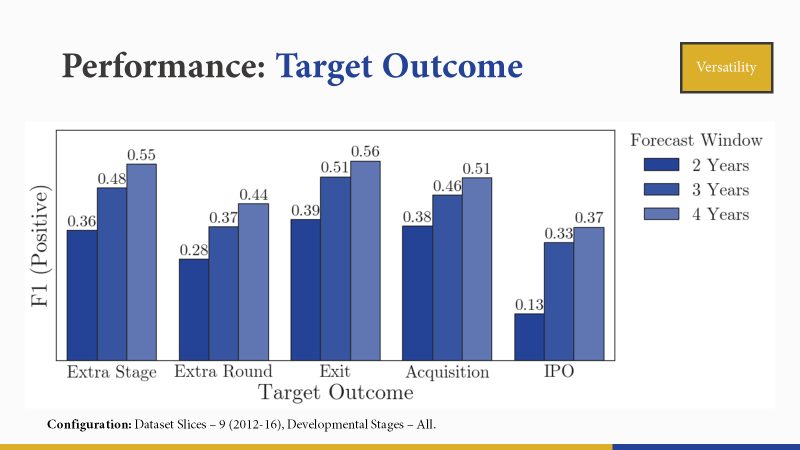 Performance: Target Outcome
Versatility
F1 (Positive)
0.36 0.48 0.55
0.28 0.37 0.44
0.39 0.51 0.56
0.38 0.46 0.51
0.13 0.33 0.37
Extra Stage Extra Round Exit Acquisition IPO
Target Outcome
Forecast Window
2 Years
3 Years
4 Years
Configuration: Dataset Slices – 9 (2012-16), Developmental Stages – All.